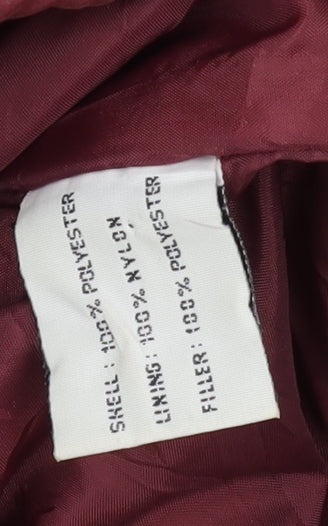 SHELL: 100% POLYESTER
LINING: 100% NYLON
FILLER: 100% POLYESTER